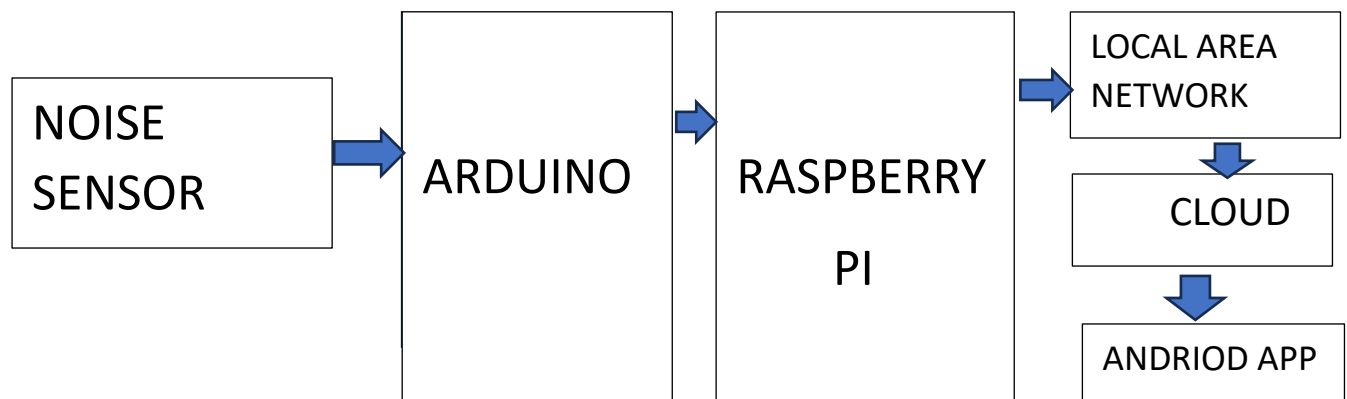 NOISE
SENSOR
ARDUINO
RASPBERRY
PI
LOCAL AREA
NETWORK
CLOUD
ANDRIOD APP